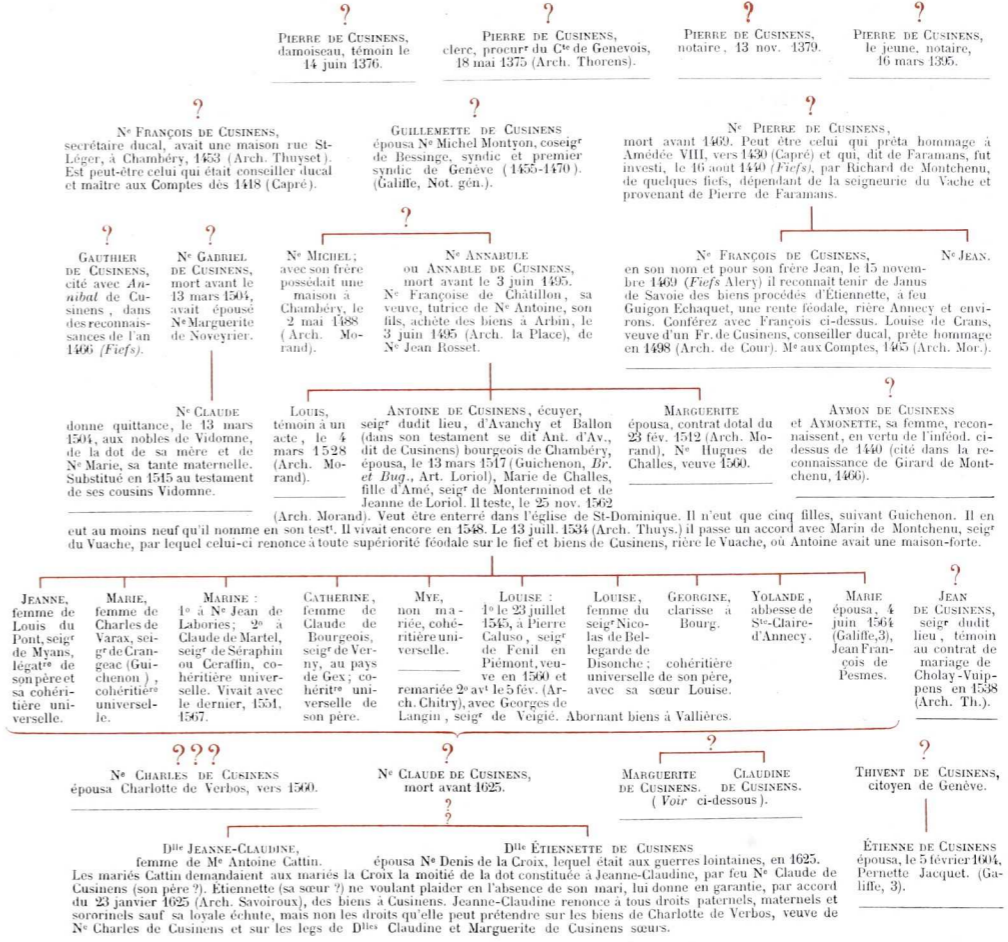 ?
PIERRE DE CUSINENS,
damoiseau, témoin le
14 juin 1376.
?
PIERRE DE CUSINENS,
clerc, procurʳ du Cᵗᵉ de Genevois,
18 mai 1375 (Arch. Thorens).
?
PIERRE DE CUSINENS,
notaire, 13 nov. 1379.
?
PIERRE DE CUSINENS,
le jeune, notaire,
16 mars 1395.
?
Nᵉ FRANÇOIS DE CUSINENS,
secrétaire ducal, avait une maison rue St-
Léger, à Chambéry, 1453 (Arch. Thuyset).
Est peut-être celui qui était conseiller ducal
et maître aux Comptes dès 1418 (Capré).
?
GUILLEMETTE DE CUSINENS
épousa Nᵉ Michel Montyon, coseigʳ
de Bessinge, syndic et premier
syndic de Genève (1455-1470).
(Galiffe, Not. gén.).
?
Nᵉ PIERRE DE CUSINENS,
mort avant 1469. Peut être celui qui prêta hommage à
Amédée VIII, vers 1430 (Capré) et qui, dit de Faramans, fut
investi, le 16 août 1440 (Fiefs), par Richard de Montchenu,
de quelques fiefs, dépendant de la seigneurie du Vache et
provenant de Pierre de Faramans.
?
GAUTHIER
DE CUSINENS,
cité avec An-
nibal de Cu-
sinens, dans
des reconnais-
sances de l'an
1466 (Fiefs).
?
Nᵉ GABRIEL
DE CUSINENS,
mort avant le
13 mars 1504,
avait épousé
Nᵉ Marguerite
de Noveyrier.
?
Nᵉ MICHEL;
avec son frère
possédait une
maison à
Chambéry, le
2 mai 1488
(Arch. Mo-
rand).
Nᵉ ANNABULE
ou ANNABLE DE CUSINENS,
mort avant le 3 juin 1495.
Nᵉ Françoise de Châtillon, sa
veuve, tutrice de Nᵉ Antoine, son
fils, achète des biens à Arbin, le
3 juin 1495 (Arch. la Place), de
Nᵉ Jean Rosset.
Nᵉ FRANÇOIS DE CUSINENS,
en son nom et pour son frère Jean, le 15 novem-
bre 1469 (Fiefs Alery) il reconnaît tenir de Janus
de Savoie des biens procédés d'Étiennette, à feu
Guigon Echaquet, une rente féodale, rière Annecy et envi-
rons. Conférez avec François ci-dessus. Louise de Crans,
veuve d'un Fr. de Cusinens, conseiller ducal, prête hommage
en 1498 (Arch. de Cour). Mᵉ aux Comptes, 1465 (Arch. Mor.).
Nᵉ JEAN.
Nᵉ CLAUDE
donne quittance, le 13 mars
1504, aux nobles de Vidomne,
de la dot de sa mère et de
Nᵉ Marie, sa tante maternelle.
Substitué en 1515 au testament
de ses cousins Vidomne.
LOUIS,
témoin à un
acte, le 4
mars 1528
(Arch. Mo-
rand).
ANTOINE DE CUSINENS, écuyer,
seigʳ dudit lieu, d'Avanchy et Ballon
(dans son testament se dit Ant. d'Av.,
dit de Cusinens) bourgeois de Chambéry,
épousa, le 13 mars 1517 (Guichenon, Br.
et Bug., Art. Loriol), Marie de Challes,
fille d'Amé, seigʳ de Montermimod et de
Jeanne de Loriol. Il teste, le 25 nov. 1562
(Arch. Morand). Veut être enterré dans l'église de St-Dominique. Il n'eut que cinq filles, suivant Guichenon. Il en
eut au moins neuf qu'il nomme en son testᵗ. Il vivait encore en 1548. Le 13 juill. 1534 (Arch. Thuys.) il passe un accord avec Marin de Montchenu, seigʳ
du Vuache, par lequel celui-ci renonce à toute supériorité féodale sur le fief et biens de Cusinens, rière le Vuache, où Antoine avait une maison-forte.
MARGUERITE
épousa, contrat dotal du
23 fév. 1512 (Arch. Mo-
rand), Nᵉ Hugues de
Challes, veuve 1560.
?
AYMON DE CUSINENS
et AYMONETTE, sa femme, recon-
naissent, en vertu de l'inféod. ci-
dessus de 1440 (cité dans la re-
connaissance de Girard de Mont-
chenu, 1466).
JEANNE,
femme de
Louis du
Pont, seigʳ
de Myans,
légatʳᵉ de
son père et
sa cohéri-
tière uni-
verselle.
MARIE,
femme de
Charles de
Varax, sei-
gʳ de Cran-
geac (Gui-
chenon),
cohéritièʳᵉ
universel-
le.
MARINE :
1º à Nᵉ Jean de
Labories; 2º à
Claude de Martel,
seigʳ de Séraphin
ou Ceraffin, co-
héritière univer-
selle. Vivait avec
le dernier, 1551,
1567.
CATHERINE,
femme de
Claude de
Bourgeois,
seigʳ de Ver-
ny, au pays
de Gex; co-
héritʳᵉ uni-
verselle de
son père.
MYE,
non ma-
riée, cohé-
ritière uni-
verselle.
LOUISE :
1º le 23 juillet
1545, à Pierre
Caluso, seigʳ
de Fenil en
Piémont, veu-
ve en 1560 et
remariée 2º avᵗ le 5 fév. (Ar-
ch. Chitry), avec Georges de
Langin, seigʳ de Veigié. Abornant biens à Vallières.
LOUISE,
femme du
seigʳ Nico-
las de Bel-
legarde de
Disonche; cohéritière
universelle de son père,
avec sa sœur Louise.
GEORGINE,
clarisse à
Bourg.
YOLANDE,
abbesse de
Sᵗᵉ-Claire-
d'Annecy.
MARIE
épousa, 4
juin 1564
(Galiffe, 3),
Jean Fran-
çois de
Pesmes.
?
JEAN
DE CUSINENS,
seigʳ dudit
lieu, témoin
au contrat de
mariage de
Cholay-Vuip-
pens en 1538
(Arch. Th.).
???
Nᵉ CHARLES DE CUSINENS
épousa Charlotte de Verbos, vers 1560.
?
Nᵉ CLAUDE DE CUSINENS,
mort avant 1625.
?
MARGUERITE
DE CUSINENS.
CLAUDINE
DE CUSINENS.
(Voir ci-dessous).
?
THIVENT DE CUSINENS,
citoyen de Genève.
?
?
Dˡˡᵉ JEANNE-CLAUDINE,
femme de Mᵉ Antoine Cattin.
Dˡˡᵉ ÉTIENNETTE DE CUSINENS
épousa Nᵉ Denis de la Croix, lequel était aux guerres lointaines, en 1625.
Les mariés Cattin demandaient aux mariés la Croix la moitié de la dot constituée à Jeanne-Claudine, par feu Nᵉ Claude de
Cusinens (son père ?). Étiennette (sa sœur ?) ne voulant plaider en l'absence de son mari, lui donne en garantie, par accord
du 23 janvier 1625 (Arch. Savoiroux), des biens à Cusinens. Jeanne-Claudine renonce à tous droits paternels, maternels et
sororinels sauf sa loyale échute, mais non les droits qu'elle peut prétendre sur les biens de Charlotte de Verbos, veuve de
Nᵉ Charles de Cusinens et sur les legs de Dˡˡᵉˢ Claudine et Marguerite de Cusinens sœurs.
ÉTIENNE DE CUSINENS
épousa, le 5 février 1604,
Pernette Jacquet. (Ga-
liffe, 3).